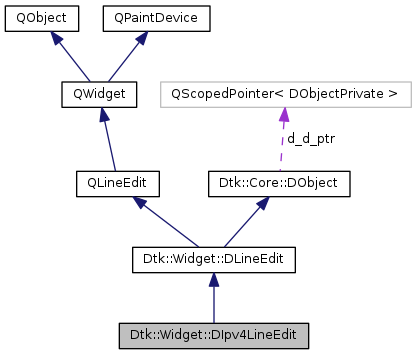 QObject
QPaintDevice
QWidget
QScopedPointer< DObjectPrivate >
d_d_ptr
QLineEdit
Dtk::Core::DObject
Dtk::Widget::DLineEdit
Dtk::Widget::DIpv4LineEdit